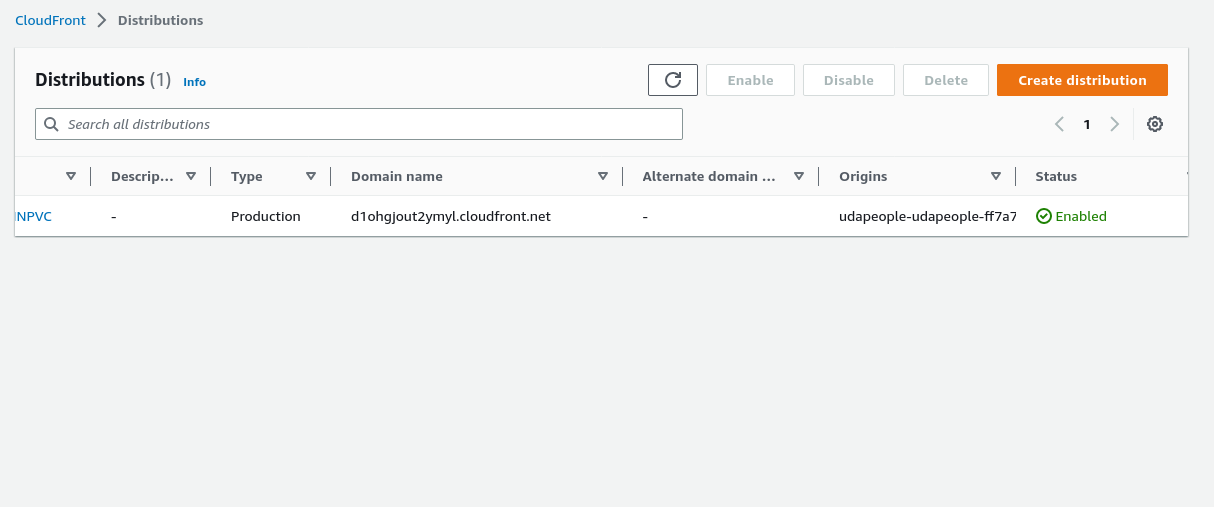 CloudFront Distributions
Distributions (1) Info Enable Disable Delete Create distribution
Search all distributions 1
Descrip... Type Domain name Alternate domain ... Origins Status
NPVC - Production d1ohgjout2ymyl.cloudfront.net - udapeople-udapeople-ff7a7 Enabled